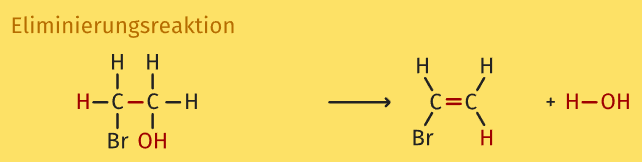 Eliminierungsreaktion
H H H H
H–C–C–H → C=C + H–OH
Br OH Br H